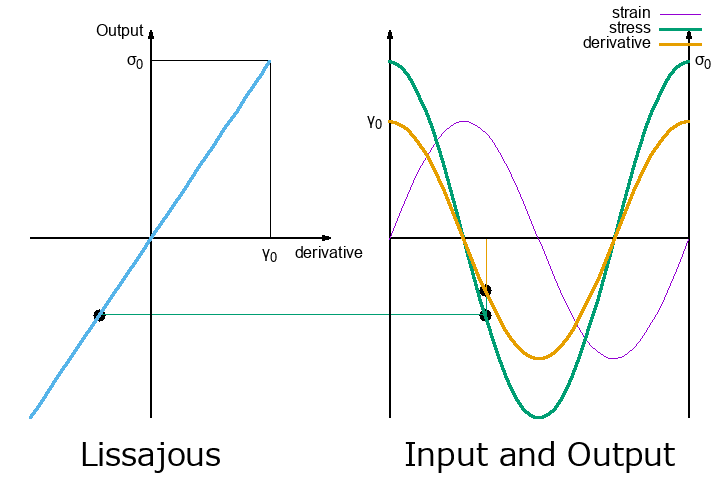 Output
σ0
γ0
derivative
Lissajous
strain
stress
derivative
σ0
γ0
Input and Output